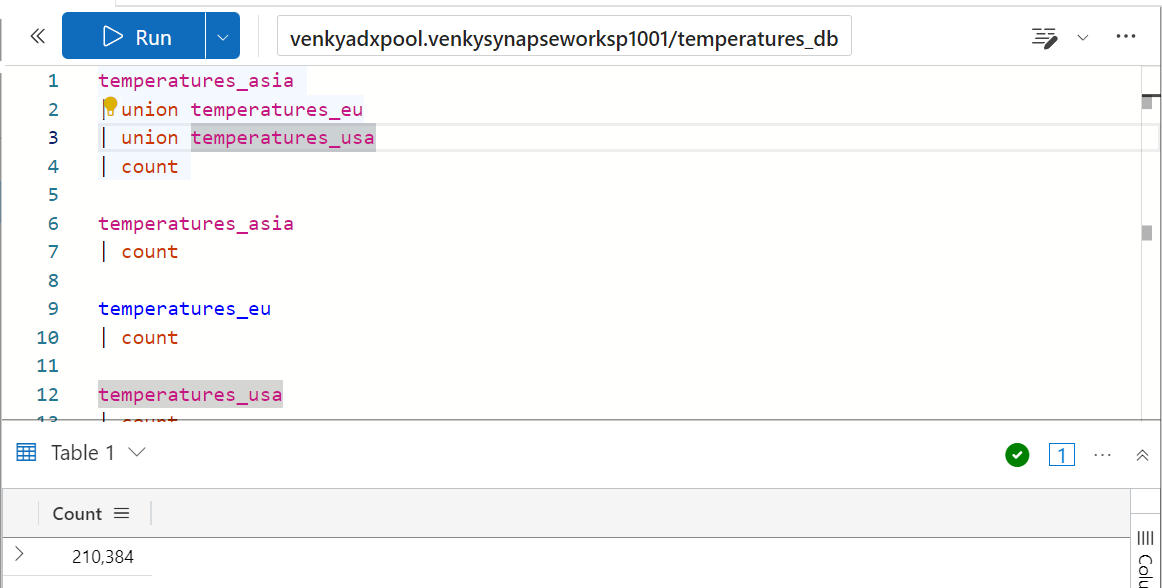 Run
venkyadxpool.venkysynapseworksp1001/temperatures_db
1 temperatures_asia
2 | union temperatures_eu
3 | union temperatures_usa
4 | count
5
6 temperatures_asia
7 | count
8
9 temperatures_eu
10 | count
11
12 temperatures_usa
13 | count
Table 1
1
Count
210,384
Colu